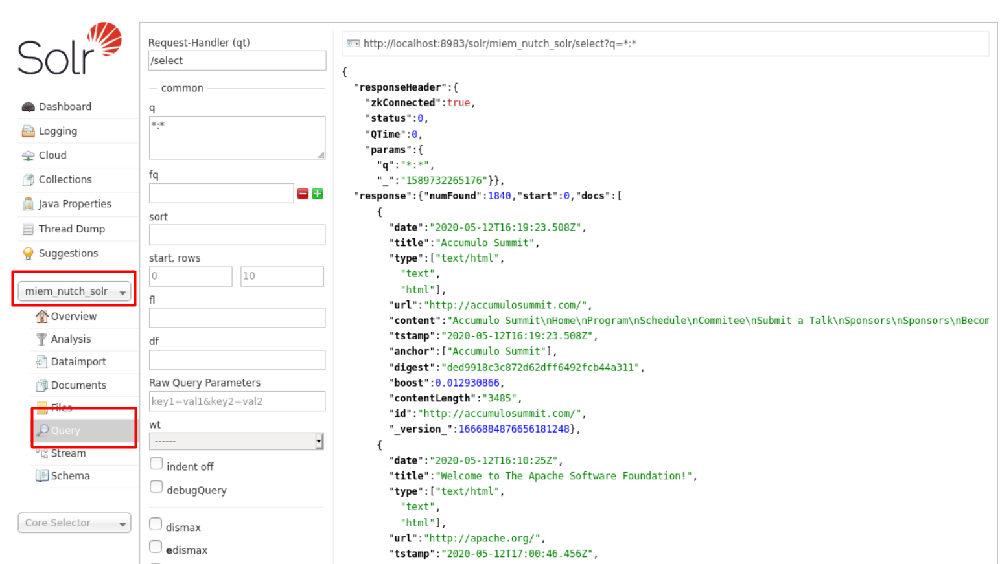 Solr
Dashboard
Logging
Cloud
Collections
Java Properties
Thread Dump
Suggestions
miem_nutch_solr
Overview
Analysis
Dataimport
Documents
Files
Query
Stream
Schema
Core Selector
Request-Handler (qt)
/select
common
q
*:*
fq
sort
start, rows
0 10
fl
df
Raw Query Parameters
key1=val1&key2=val2
wt
------
indent off
debugQuery
dismax
edismax
http://localhost:8983/solr/miem_nutch_solr/select?q=*:*
{
"responseHeader":{
"zkConnected":true,
"status":0,
"QTime":0,
"params":{
"q":"*:*",
"_":"1589732265176"}},
"response":{"numFound":1840,"start":0,"docs":[
{
"date":"2020-05-12T16:19:23.508Z",
"title":"Accumulo Summit",
"type":["text/html",
"text",
"html"],
"url":"http://accumulosummit.com/",
"content":"Accumulo Summit\nHome\nProgram\nSchedule\nCommitee\nSubmit a Talk\nSponsors\nSponsors\nBecom
"tstamp":"2020-05-12T16:19:23.508Z",
"anchor":["Accumulo Summit"],
"digest":"ded9918c3c872d62dff6492fcb44a311",
"boost":0.012930866,
"contentLength":"3485",
"id":"http://accumulosummit.com/",
"_version_":1666884876656181248},
{
"date":"2020-05-12T16:10:25Z",
"title":"Welcome to The Apache Software Foundation!",
"type":["text/html",
"text",
"html"],
"url":"http://apache.org/",
"tstamp":"2020-05-12T17:00:46.456Z",